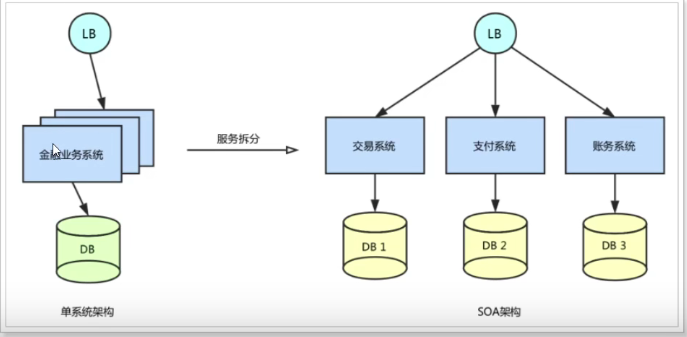 LB
LB
金融业务系统
服务拆分
交易系统
支付系统
账务系统
DB
DB 1
DB 2
DB 3
单系统架构
SOA架构